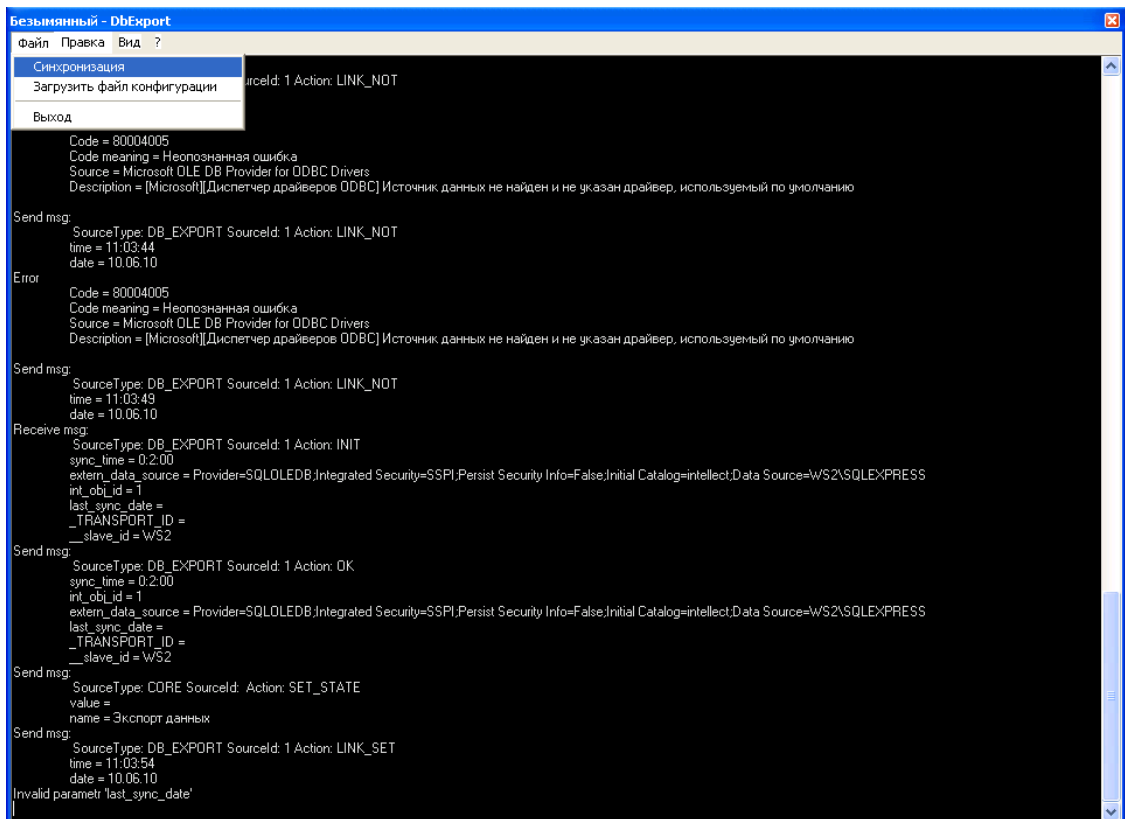 Безымянный - DbExport
Файл Правка Вид ?
Синхронизация
Загрузить файл конфигурации
Выход
SourceId: 1 Action: LINK_NOT
Code = 80004005
Code meaning = Неопознанная ошибка
Source = Microsoft OLE DB Provider for ODBC Drivers
Description = [Microsoft][Диспетчер драйверов ODBC] Источник данных не найден и не указан драйвер, используемый по умолчанию
Send msg:
SourceType: DB_EXPORT SourceId: 1 Action: LINK_NOT
time = 11:03:44
date = 10.06.10
Error
Code = 80004005
Code meaning = Неопознанная ошибка
Source = Microsoft OLE DB Provider for ODBC Drivers
Description = [Microsoft][Диспетчер драйверов ODBC] Источник данных не найден и не указан драйвер, используемый по умолчанию
Send msg:
SourceType: DB_EXPORT SourceId: 1 Action: LINK_NOT
time = 11:03:49
date = 10.06.10
Receive msg:
SourceType: DB_EXPORT SourceId: 1 Action: INIT
sync_time = 0:2:00
extern_data_source = Provider=SQLOLEDB;Integrated Security=SSPI;Persist Security Info=False;Initial Catalog=intellect;Data Source=WS2\SQLEXPRESS
int_obj_id = 1
last_sync_date =
_TRANSPORT_ID =
__slave_id = WS2
Send msg:
SourceType: DB_EXPORT SourceId: 1 Action: OK
sync_time = 0:2:00
int_obj_id = 1
extern_data_source = Provider=SQLOLEDB;Integrated Security=SSPI;Persist Security Info=False;Initial Catalog=intellect;Data Source=WS2\SQLEXPRESS
last_sync_date =
_TRANSPORT_ID =
__slave_id = WS2
Send msg:
SourceType: CORE SourceId:  Action: SET_STATE
value =
name = Экспорт данных
Send msg:
SourceType: DB_EXPORT SourceId: 1 Action: LINK_SET
time = 11:03:54
date = 10.06.10
Invalid parametr 'last_sync_date'